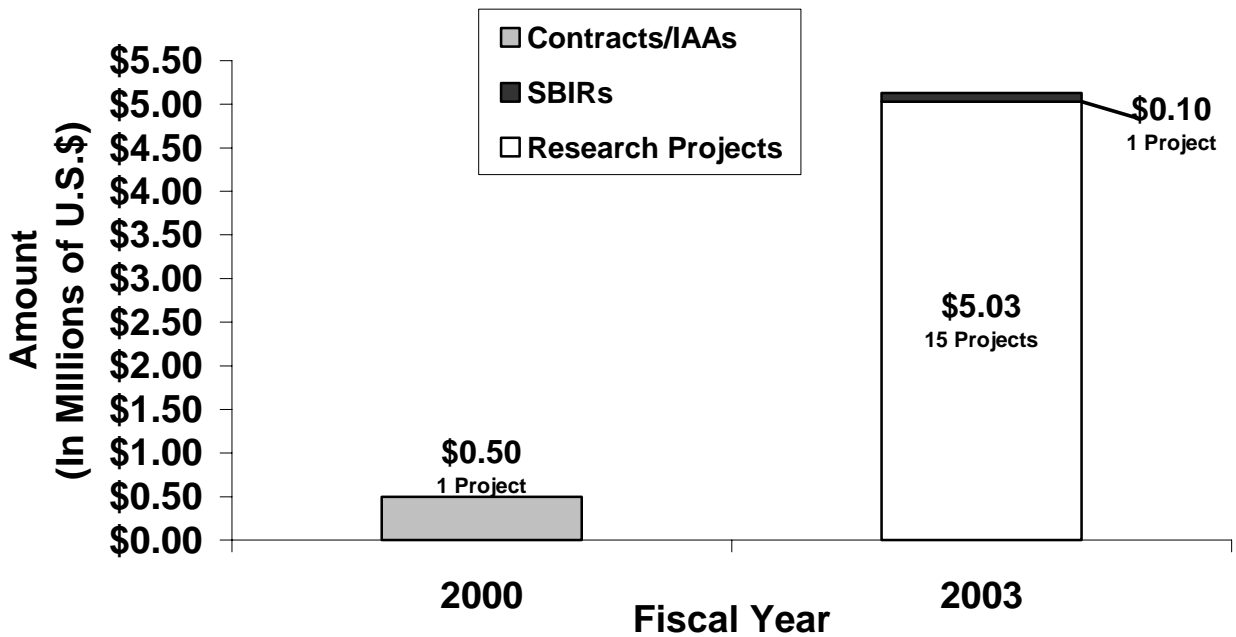 Contracts/IAAs
SBIRs
Research Projects
Amount
(In MIllions of U.S.$)
$5.50
$5.00
$4.50
$4.00
$3.50
$3.00
$2.50
$2.00
$1.50
$1.00
$0.50
$0.00
$0.50
1 Project
$5.03
15 Projects
$0.10
1 Project
2000
2003
Fiscal Year